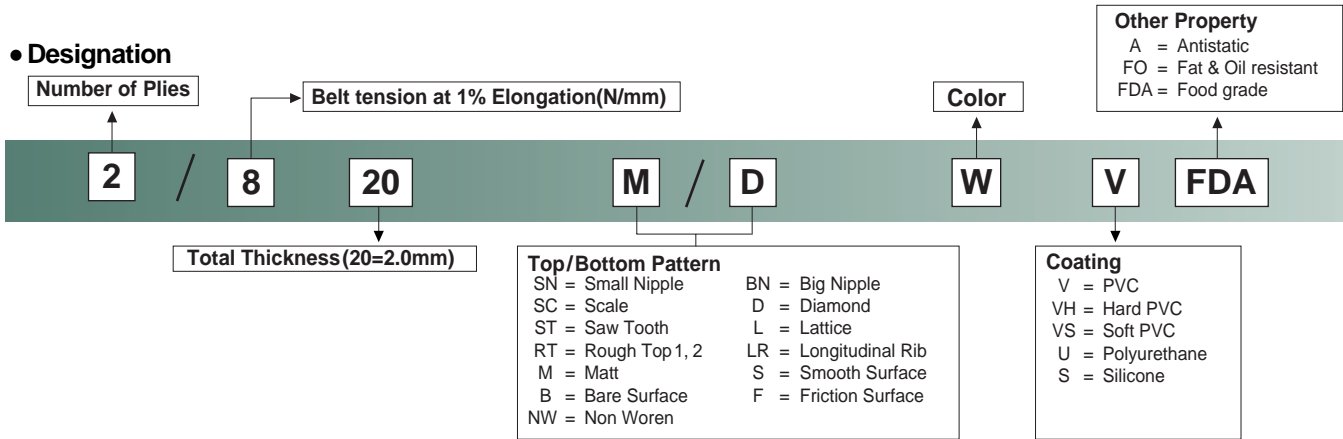 ● Designation
Number of Plies
Belt tension at 1% Elongation(N/mm)
Color
Other Property
A = Antistatic
FO = Fat & Oil resistant
FDA = Food grade
2 / 8 20 M / D W V FDA
Total Thickness(20=2.0mm)
Top/Bottom Pattern
SN = Small Nipple
SC = Scale
ST = Saw Tooth
RT = Rough Top 1, 2
M = Matt
B = Bare Surface
NW = Non Woren
BN = Big Nipple
D = Diamond
L = Lattice
LR = Longitudinal Rib
S = Smooth Surface
F = Friction Surface
Coating
V = PVC
VH = Hard PVC
VS = Soft PVC
U = Polyurethane
S = Silicone